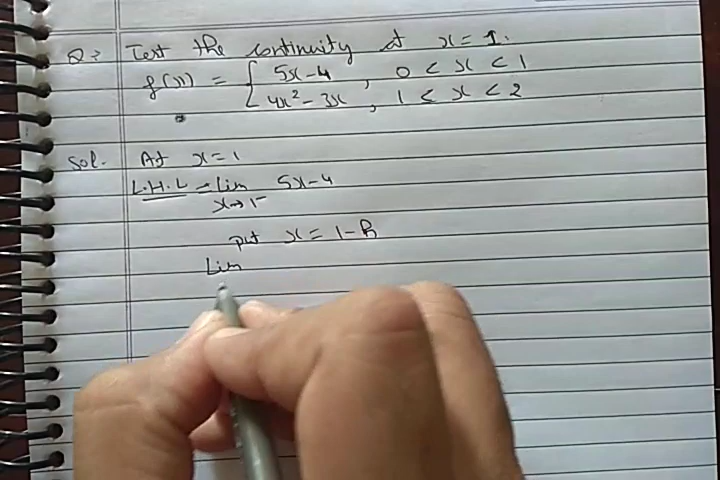 Q: Test the continuity at x = 1.
f(x) = { 5x-4 , 0 < x < 1
4x² - 3x , 1 < x < 2
Sol. At x = 1
L.H.L = Lim 5x-4
x→1⁻
put x = 1-h
Lim